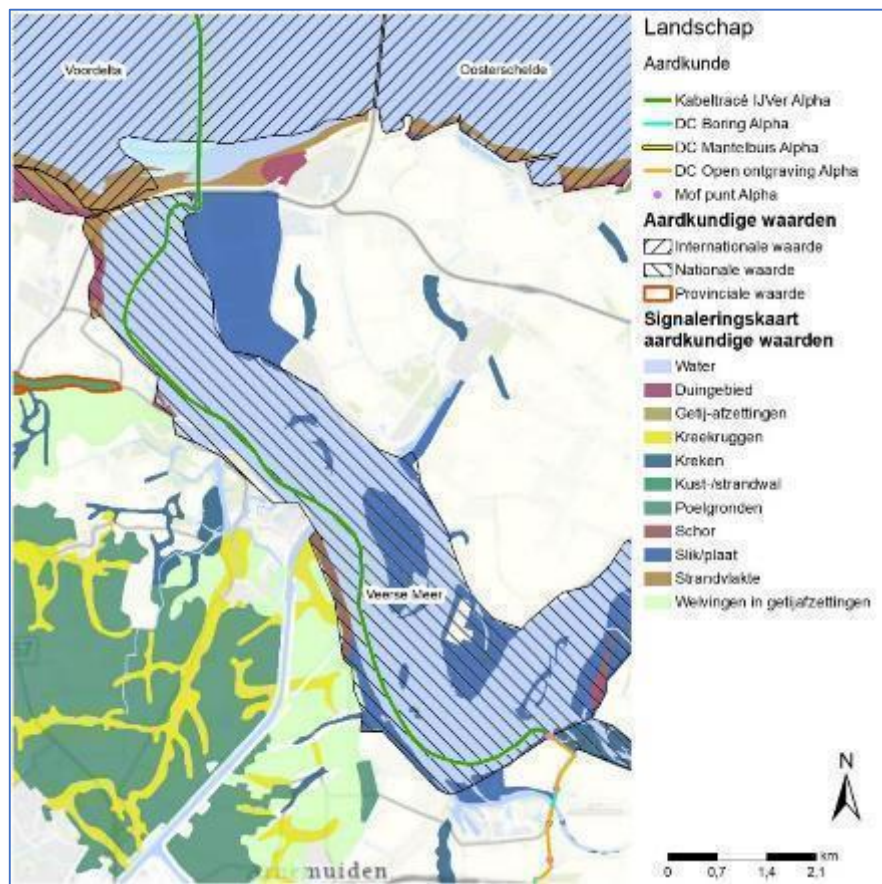 Landschap
Aardkunde
Kabeltracé IJVer Alpha
DC Boring Alpha
DC Mantelbuis Alpha
DC Open ontgraving Alpha
Mof punt Alpha
Aardkundige waarden
Internationale waarde
Nationale waarde
Provinciale waarde
Signaleringskaart
aardkundige waarden
Water
Duingebied
Getij-afzettingen
Kreekruggen
Kreken
Kust-/strandwal
Poelgronden
Schor
Slik/plaat
Strandvlakte
Welvingen in getijafzettingen
Voordelta
Oosterschelde
Veerse Meer
N
km
0 0,7 1,4 2,1